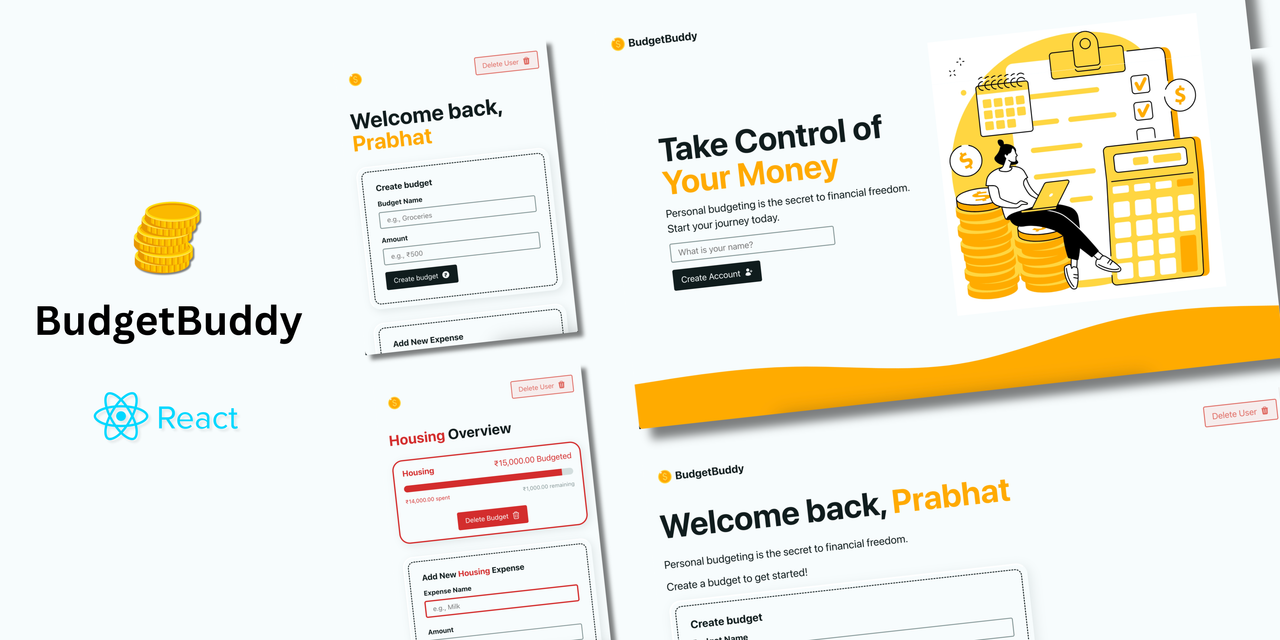 BudgetBuddy
React
Delete User
Welcome back,
Prabhat
Create budget
Budget Name
e.g., Groceries
Amount
e.g., ₹500
Create budget
Add New Expense
Delete User
Housing Overview
Housing
₹15,000.00 Budgeted
₹14,000.00 spent
₹1,000.00 remaining
Delete Budget
Add New Housing Expense
Expense Name
e.g., Milk
Amount
BudgetBuddy
Take Control of
Your Money
Personal budgeting is the secret to financial freedom.
Start your journey today.
What is your name?
Create Account
Delete User
BudgetBuddy
Welcome back, Prabhat
Personal budgeting is the secret to financial freedom.
Create a budget to get started!
Create budget
Budget Name